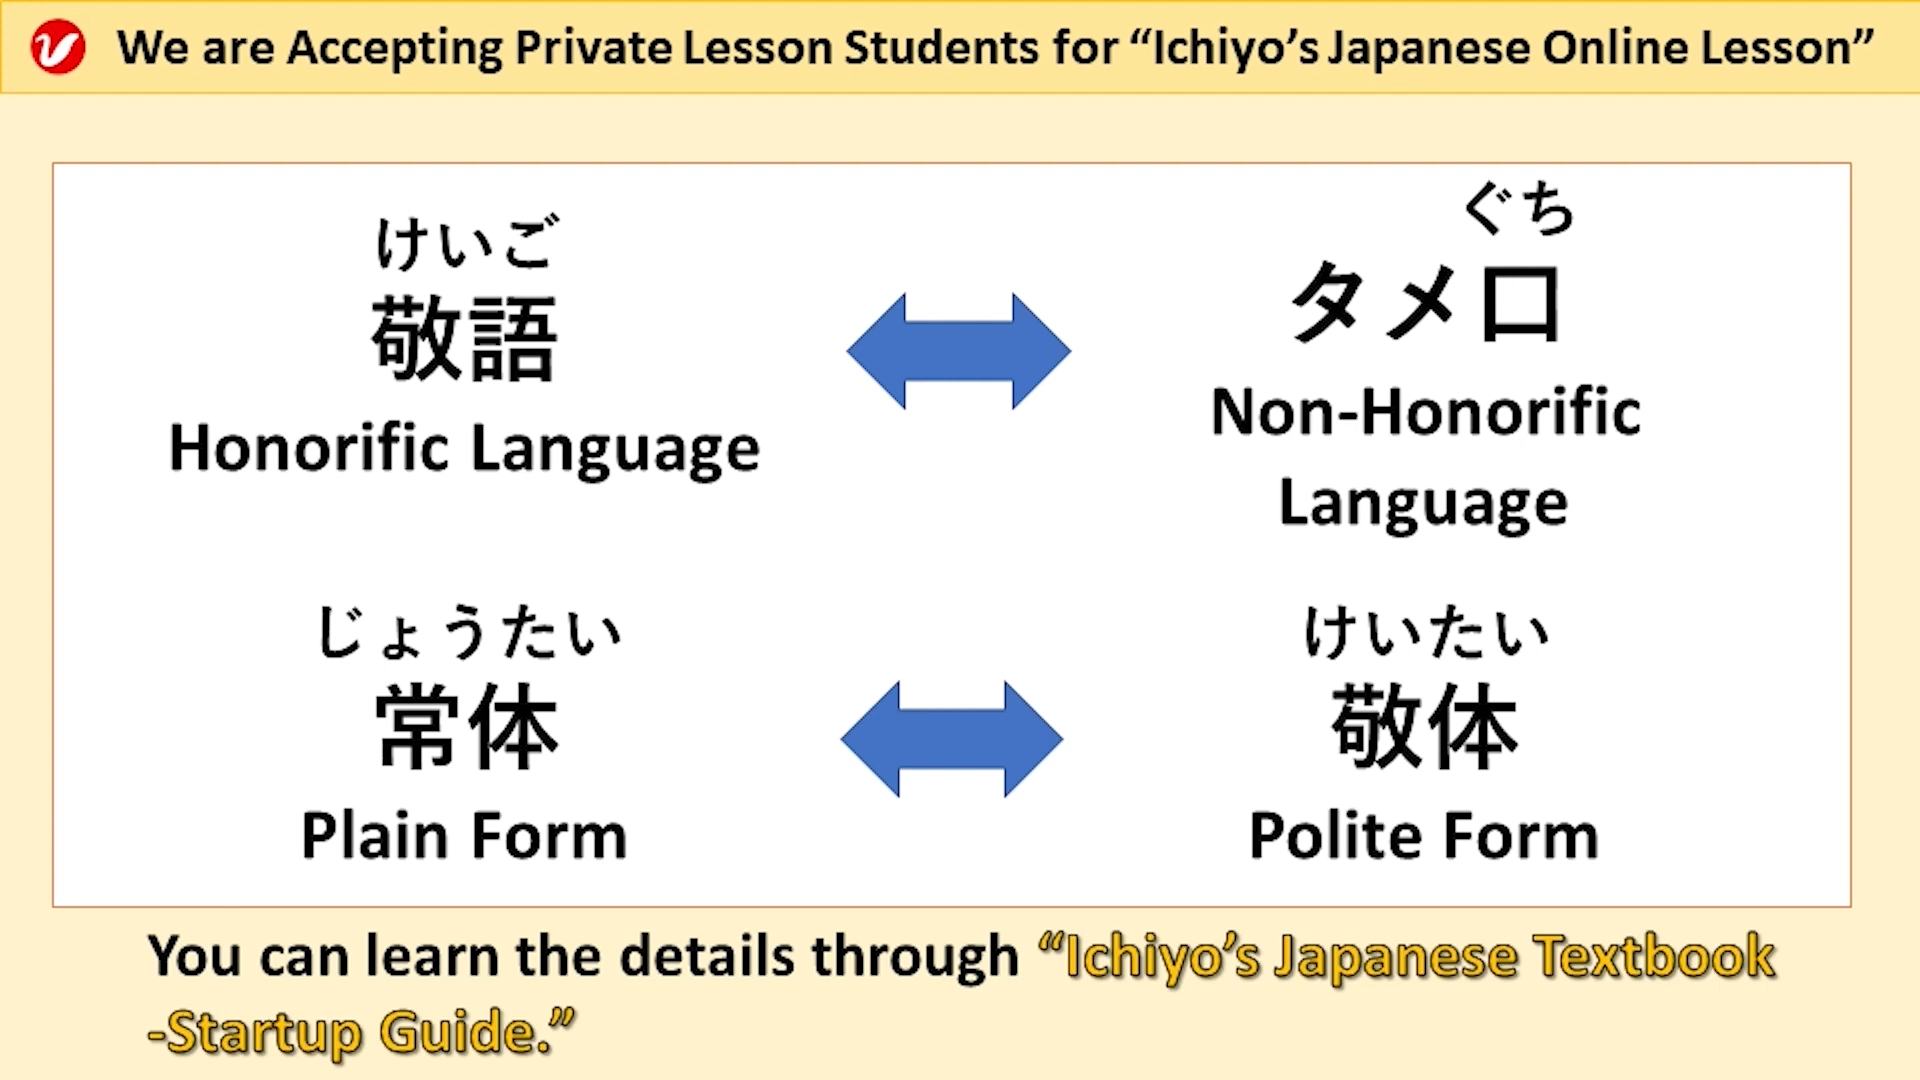 We are Accepting Private Lesson Students for “Ichiyo’s Japanese Online Lesson”
けいご
敬語
Honorific Language
ぐち
タメ口
Non-Honorific
Language
じょうたい
常体
Plain Form
けいたい
敬体
Polite Form
You can learn the details through “Ichiyo’s Japanese Textbook
-Startup Guide.”